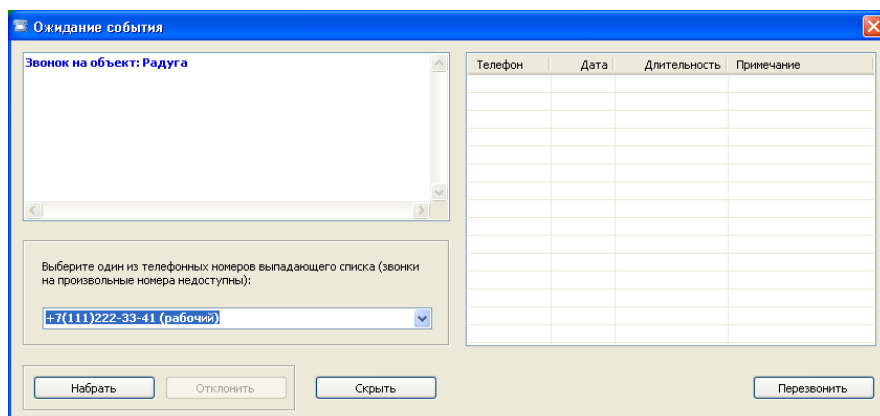 Ожидание события
Звонок на объект: Радуга
Телефон Дата Длительность Примечание
Выберите один из телефонных номеров выпадающего списка (звонки
на произвольные номера недоступны):
+7(111)222-33-41 (рабочий)
Набрать Отклонить Скрыть Перезвонить